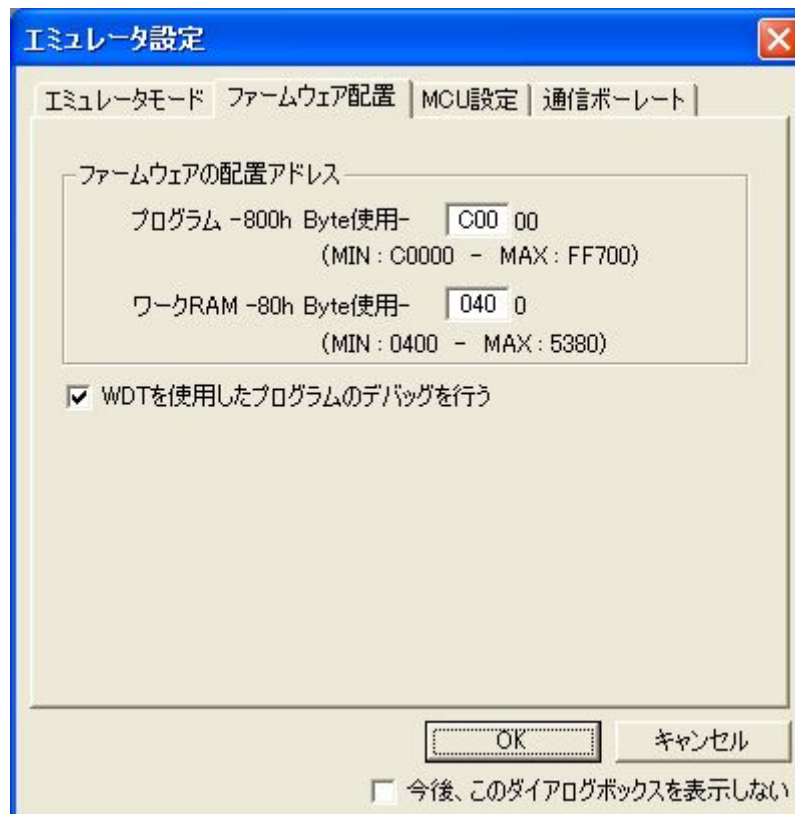 エミュレータ設定
エミュレータモード ファームウェア配置 MCU設定 通信ボーレート
ファームウェアの配置アドレス
プログラム -800h Byte使用- C00 00
(MIN : C0000 - MAX : FF700)
ワークRAM -80h Byte使用- 040 0
(MIN : 0400 - MAX : 5380)
WDTを使用したプログラムのデバッグを行う
OK キャンセル
今後、このダイアログボックスを表示しない